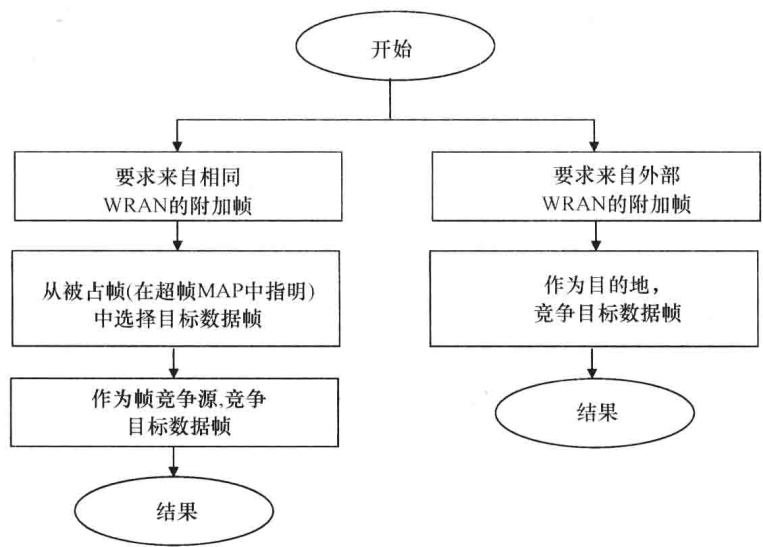 开始
要求来自相同
WRAN的附加帧
要求来自外部
WRAN的附加帧
从被占帧(在超帧MAP中指明)
中选择目标数据帧
作为目的地，
竞争目标数据帧
作为帧竞争源,竞争
目标数据帧
结果
结果